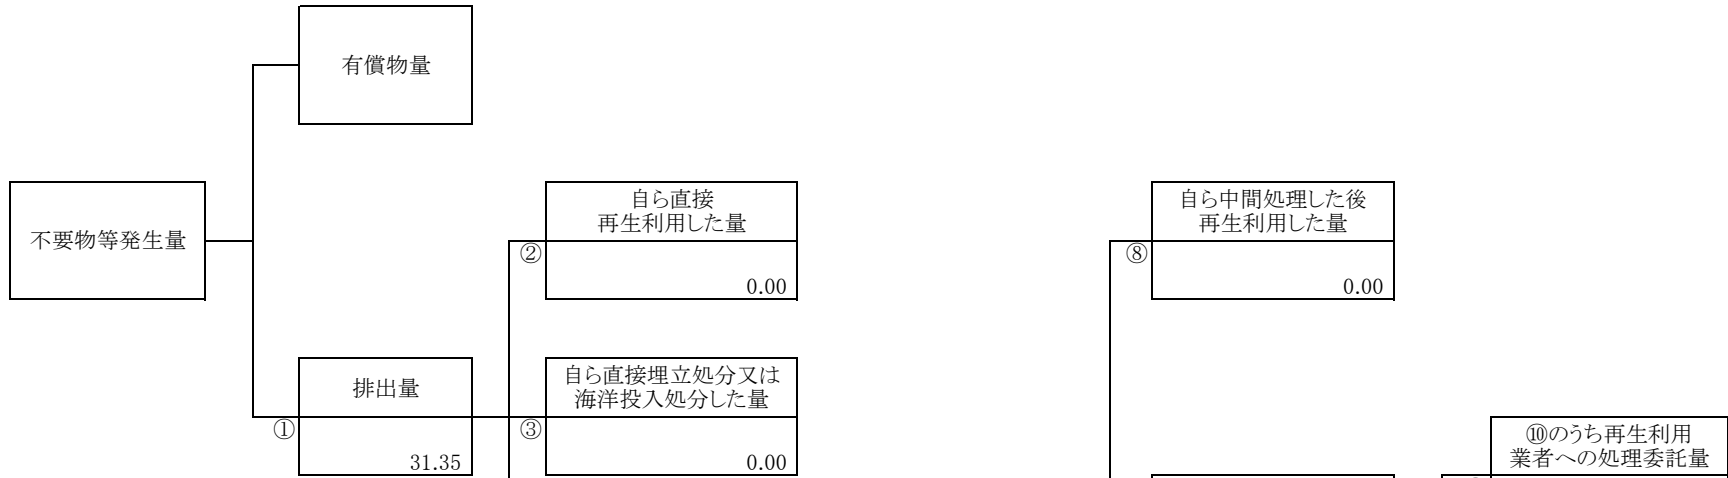 有償物量
不要物等発生量
自ら直接
再生利用した量
②
0.00
自ら中間処理した後
再生利用した量
⑧
0.00
排出量
①
31.35
自ら直接埋立処分又は
海洋投入処分した量
③
0.00
⑩のうち再生利用
業者への処理委託量